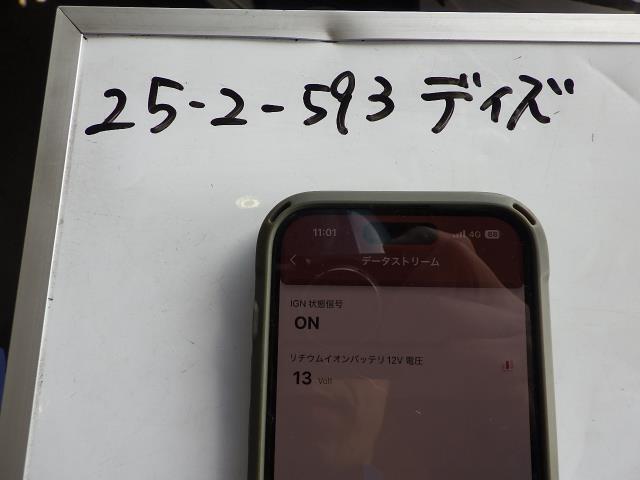 25-2-593 デイズ
11:01 4G 68
データストリーム
IGN 状態信号
ON
リチウムイオンバッテリ 12V 電圧
13 Volt